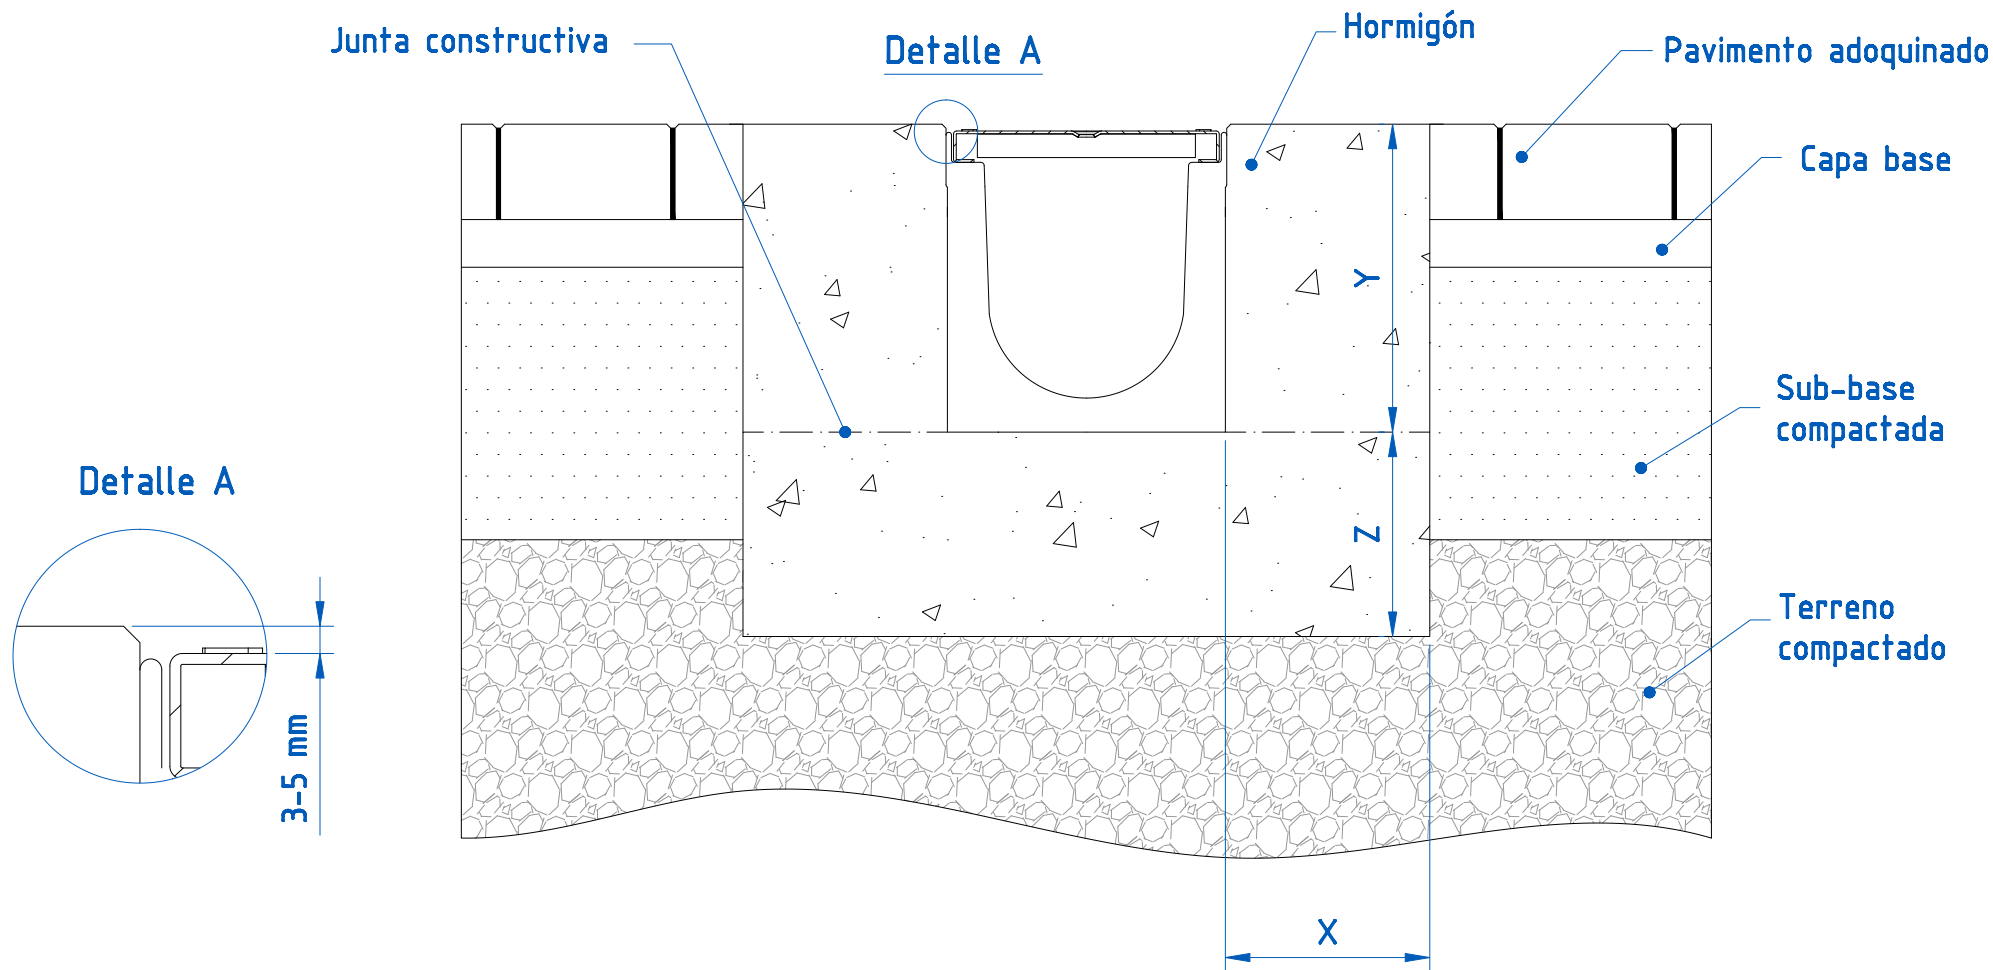 Junta constructiva
Detalle A
Hormigón
Pavimento adoquinado
Capa base
Y
Sub-base
compactada
Detalle A
Z
Terreno
compactado
3-5 mm
X